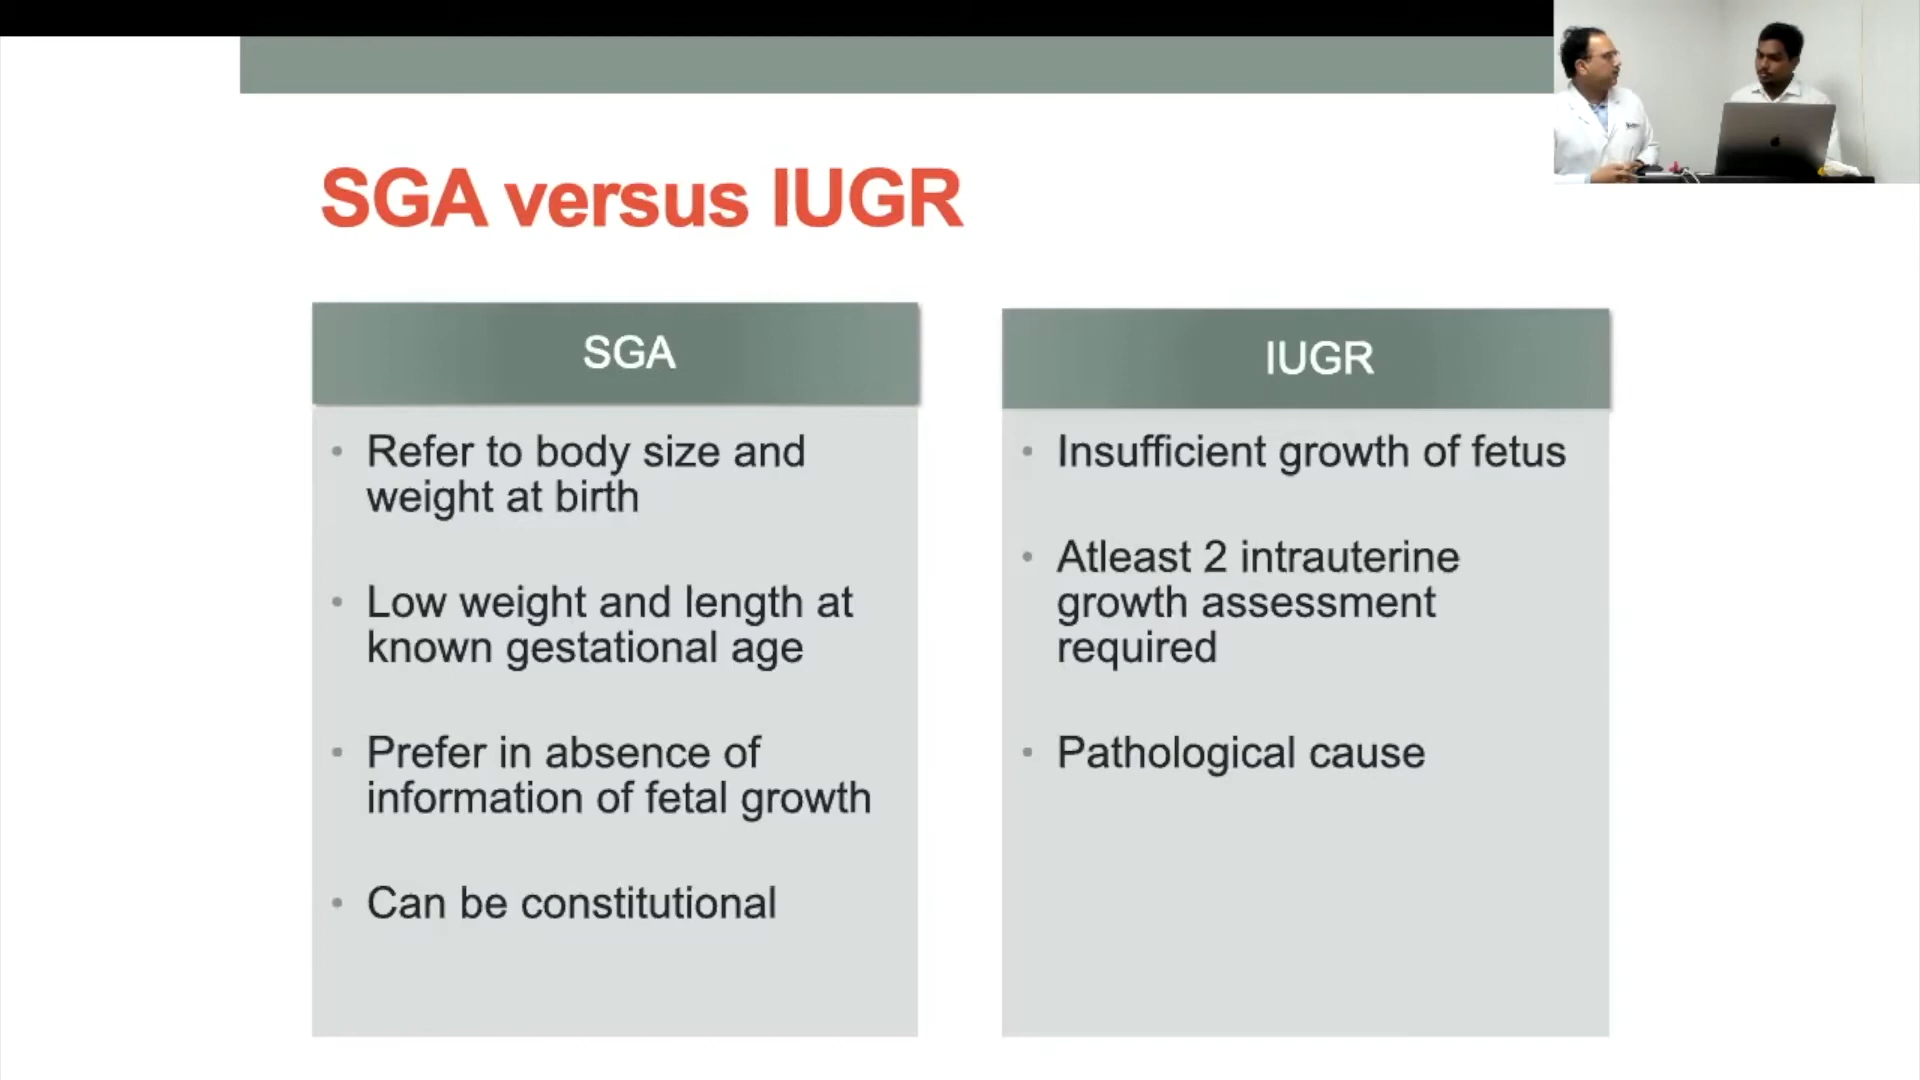 SGA versus IUGR
SGA
• Refer to body size and
weight at birth
• Low weight and length at
known gestational age
• Prefer in absence of
information of fetal growth
• Can be constitutional
IUGR
• Insufficient growth of fetus
• Atleast 2 intrauterine
growth assessment
required
• Pathological cause